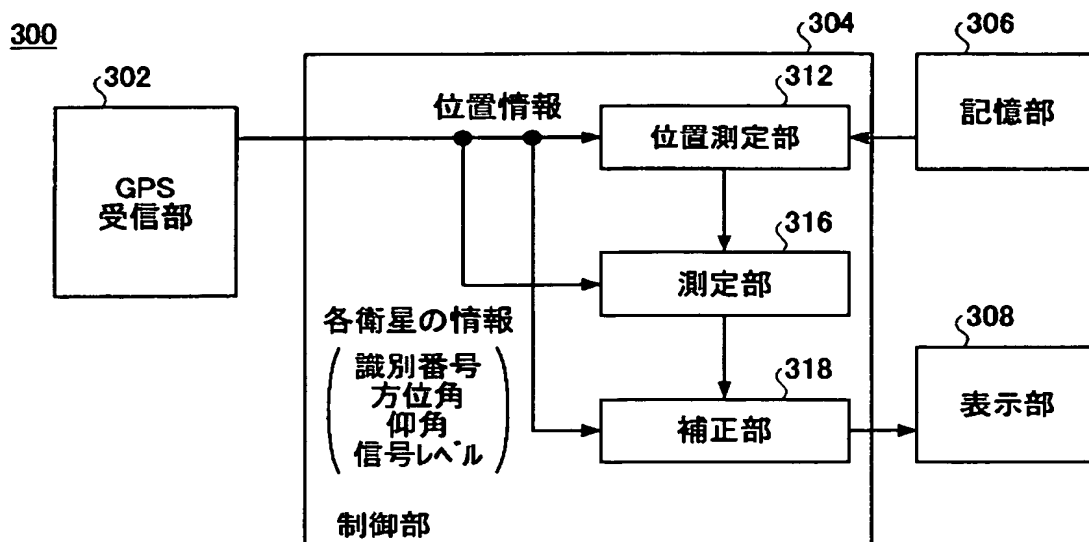 300
302
GPS
受信部
304
位置情報
312
位置測定部
306
記憶部
316
測定部
各衛星の情報
識別番号
方位角
仰角
信号レベル
318
補正部
308
表示部
制御部